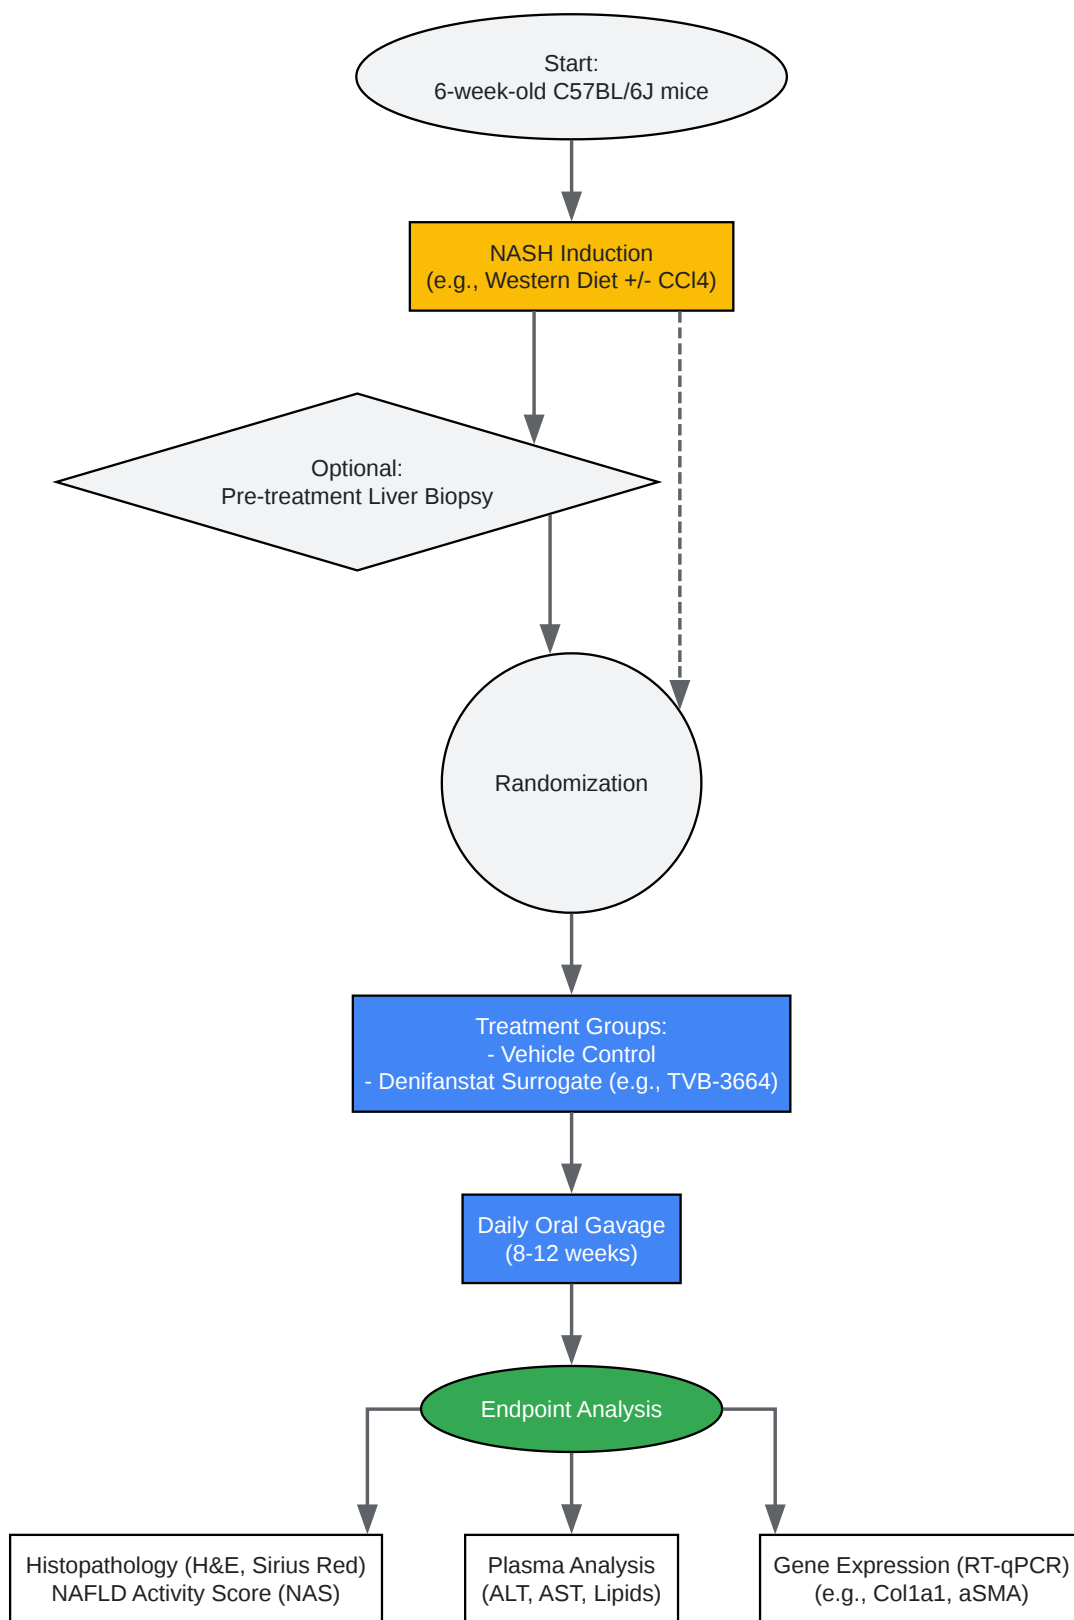 Start:
6-week-old C57BL/6J mice
NASH Induction
(e.g., Western Diet +/- CCl4)
Optional:
Pre-treatment Liver Biopsy
Randomization
Treatment Groups:
- Vehicle Control
- Denifanstat Surrogate (e.g., TVB-3664)
Daily Oral Gavage
(8-12 weeks)
Endpoint Analysis
Histopathology (H&E, Sirius Red)
NAFLD Activity Score (NAS)
Plasma Analysis
(ALT, AST, Lipids)
Gene Expression (RT-qPCR)
(e.g., Col1a1, aSMA)